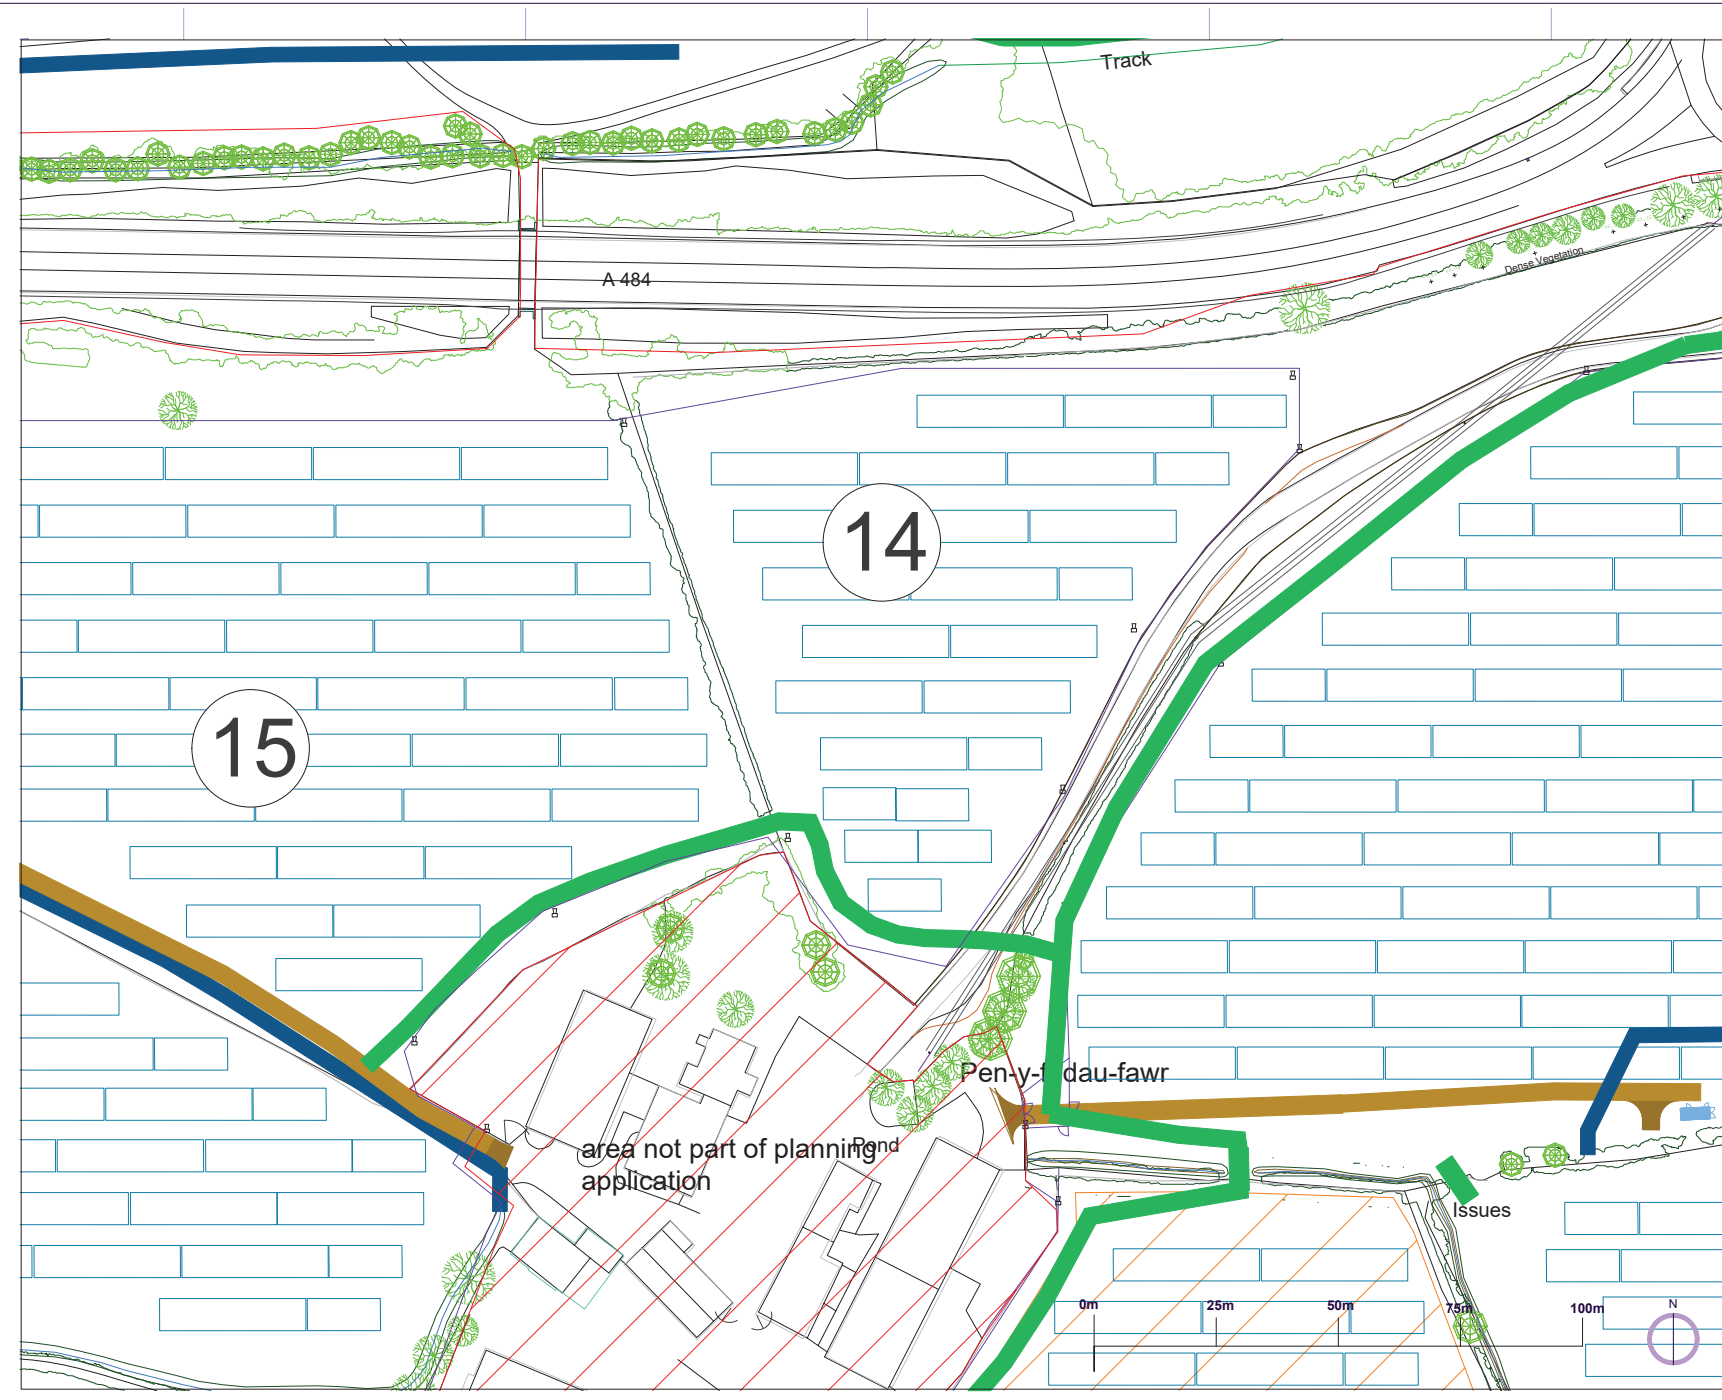 Track
A 484
Dense Vegetation
14
15
Pen-y-f dau-fawr
area not part of planning
application
Pond
Issues
0m 25m 50m 75m 100m
N